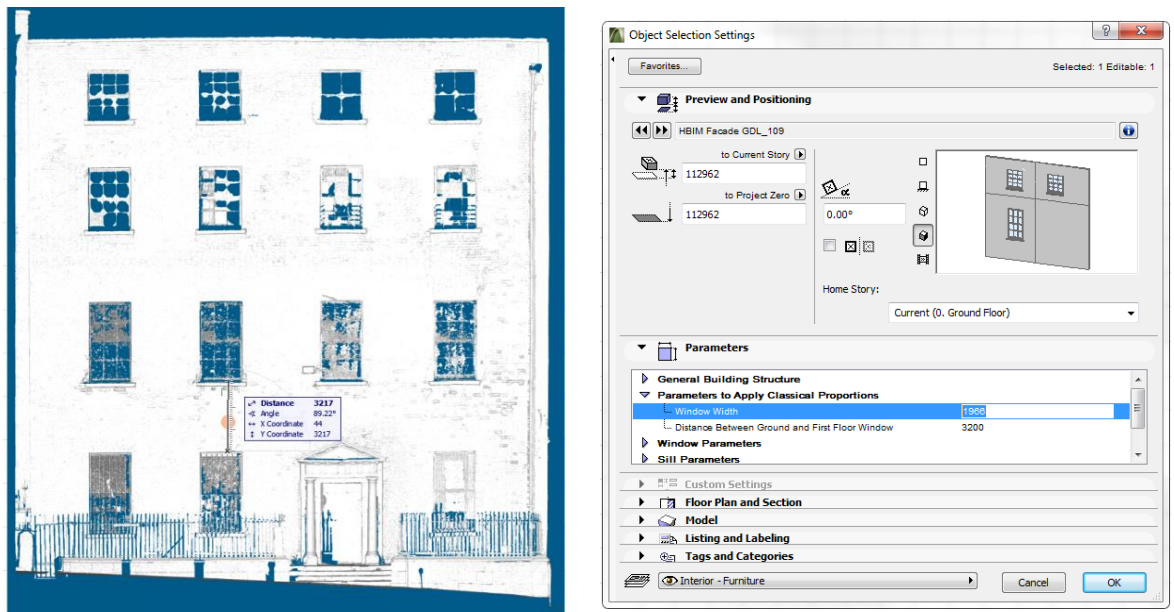 Distance 3217
Angle 89.22°
X Coordinate 44
Y Coordinate 3217
Object Selection Settings
Favorites...
Selected: 1 Editable: 1
Preview and Positioning
HBIM Facade GDL_109
to Current Story
112962
to Project Zero
112962
α
0.00°
Home Story:
Current (0. Ground Floor)
Parameters
General Building Structure
Parameters to Apply Classical Proportions
Window Width 1966
Distance Between Ground and First Floor Window 3200
Window Parameters
Sill Parameters
Custom Settings
Floor Plan and Section
Model
Listing and Labeling
Tags and Categories
Interior - Furniture
Cancel
OK